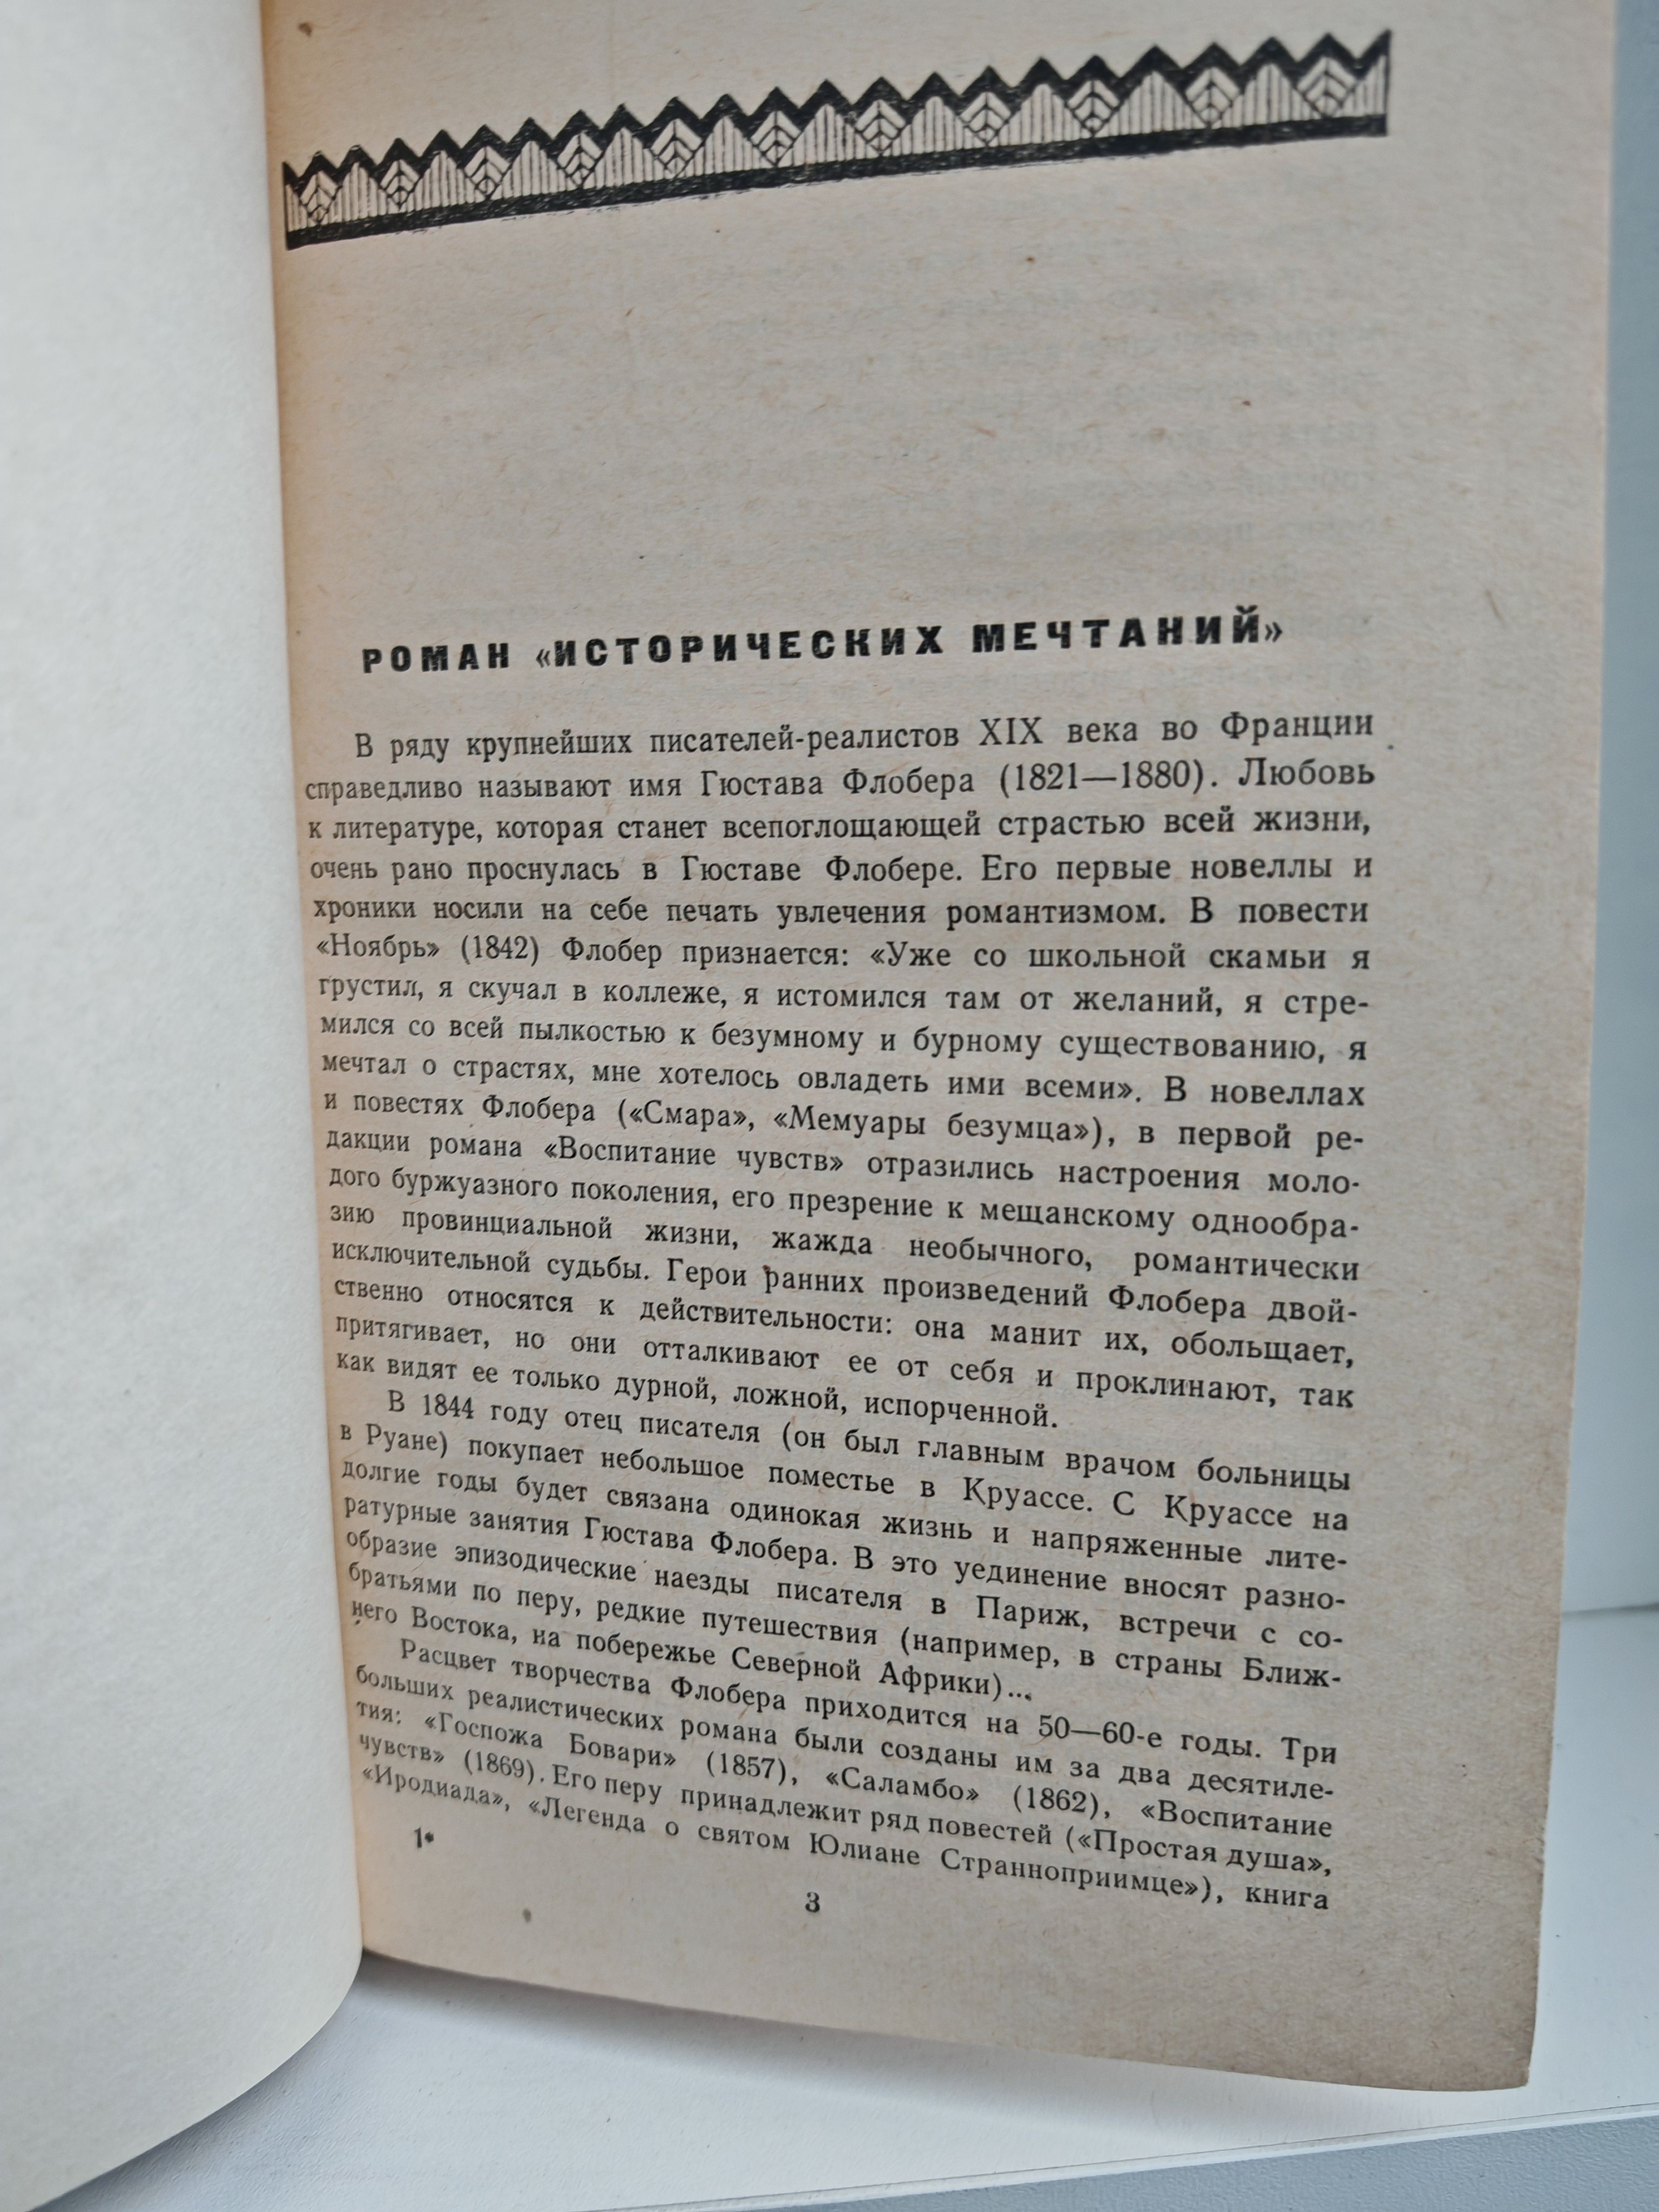 РОМАН «ИСТОРИЧЕСКИХ МЕЧТАНИЙ»
В ряду крупнейших писателей-реалистов XIX века во Франции
справедливо называют имя Гюстава Флобера (1821—1880). Любовь
к литературе, которая станет всепоглощающей страстью всей жизни,
очень рано проснулась в Гюставе Флобере. Его первые новеллы и
хроники носили на себе печать увлечения романтизмом. В повести
«Ноябрь» (1842) Флобер признается: «Уже со школьной скамьи я
грустил, я скучал в коллеже, я истомился там от желаний, я стре-
мился со всей пылкостью к безумному и бурному существованию, я
мечтал о страстях, мне хотелось овладеть ими всеми». В новеллах
и повестях Флобера («Смара», «Мемуары безумца»), в первой ре-
дакции романа «Воспитание чувств» отразились настроения моло-
дого буржуазного поколения, его презрение к мещанскому однообра-
зию провинциальной жизни, жажда необычного, романтически
исключительной судьбы. Герои ранних произведений Флобера двой-
ственно относятся к действительности: она манит их, обольщает,
притягивает, но они отталкивают ее от себя и проклинают, так
как видят ее только дурной, ложной, испорченной.
В 1844 году отец писателя (он был главным врачом больницы
в Руане) покупает небольшое поместье в Круассе. С Круассе на
долгие годы будет связана одинокая жизнь и напряженные лите-
ратурные занятия Гюстава Флобера. В это уединение вносят разно-
образие эпизодические наезды писателя в Париж, встречи с со-
братьями по перу, редкие путешествия (например, в страны Ближ-
него Востока, на побережье Северной Африки)...
Расцвет творчества Флобера приходится на 50—60-е годы. Три
больших реалистических романа были созданы им за два десятиле-
тия: «Госпожа Бовари» (1857), «Саламбо» (1862), «Воспитание
чувств» (1869). Его перу принадлежит ряд повестей («Простая душа»,
«Иродиада», «Легенда о святом Юлиане Странноприимце»), книга
1*
3